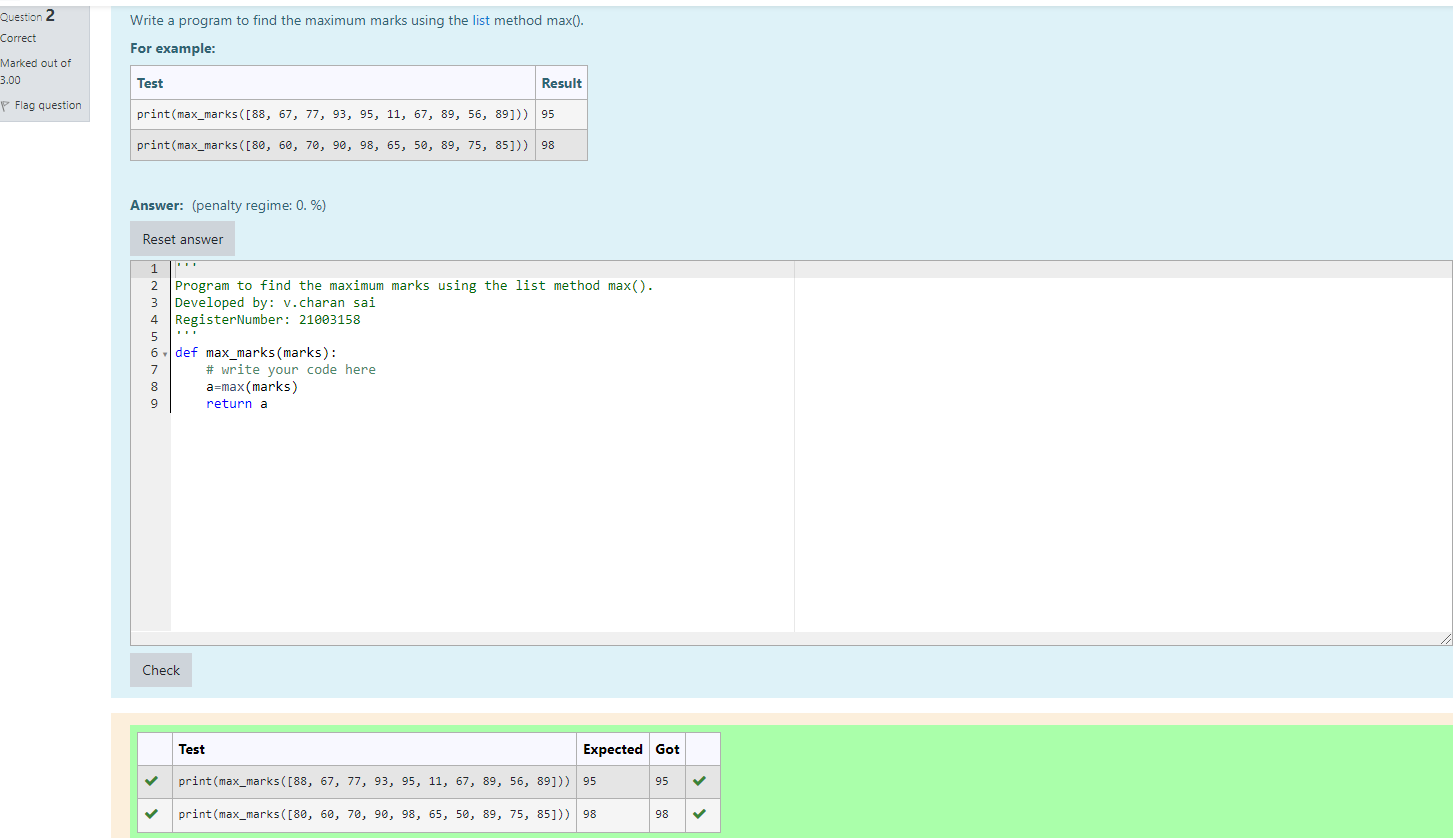 Question 2
Correct
Marked out of
3.00
Flag question
Write a program to find the maximum marks using the list method max().
For example:
Test Result
print(max_marks([88, 67, 77, 93, 95, 11, 67, 89, 56, 89])) 95
print(max_marks([80, 60, 70, 90, 98, 65, 50, 89, 75, 85])) 98
Answer: (penalty regime: 0. %)
Reset answer
1 '''
2 Program to find the maximum marks using the list method max().
3 Developed by: v.charan sai
4 RegisterNumber: 21003158
5 '''
6 def max_marks(marks):
7 # write your code here
8 a=max(marks)
9 return a
Check
Test Expected Got
print(max_marks([88, 67, 77, 93, 95, 11, 67, 89, 56, 89])) 95 95
print(max_marks([80, 60, 70, 90, 98, 65, 50, 89, 75, 85])) 98 98